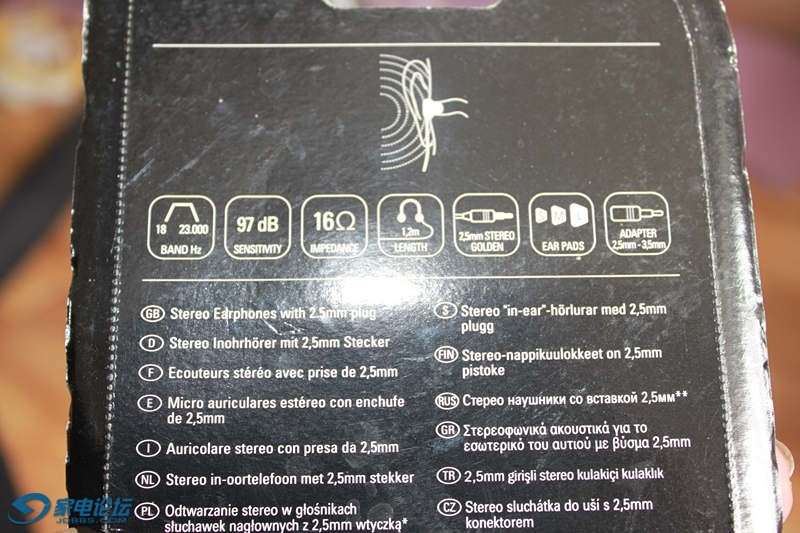 18 23.000
BAND Hz
97 dB
SENSITIVITY
16Ω
IMPEDANCE
1,2m
LENGTH
2,5mm STEREO
GOLDEN
S M L
EAR PADS
ADAPTER
2,5mm - 3,5mm
GB Stereo Earphones with 2.5mm plug
D Stereo Inohrhörer mit 2,5mm Stecker
F Ecouteurs stéréo avec prise de 2,5mm
E Micro auriculares estéreo con enchufe
de 2,5mm
I Auricolare stereo con presa da 2,5mm
NL Stereo in-oortelefoon met 2,5mm stekker
PL Odtwarzanie stereo w głośnikach
słuchawek nagłownych z 2,5mm wtyczką*
S Stereo "in-ear"-hörlurar med 2,5mm
plugg
FIN Stereo-nappikuulokkeet on 2,5mm
pistoke
RUS Стерео наушники со вставкой 2,5мм**
GR Στερεοφωνικά ακουστικά για το
εσωτερικό του αυτιού με βύσμα 2,5mm
TR 2,5mm girişli stereo kulakiçi kulaklık
CZ Stereo sluchátka do uší s 2,5mm
konektorem
家电论坛
JDBBS.COM